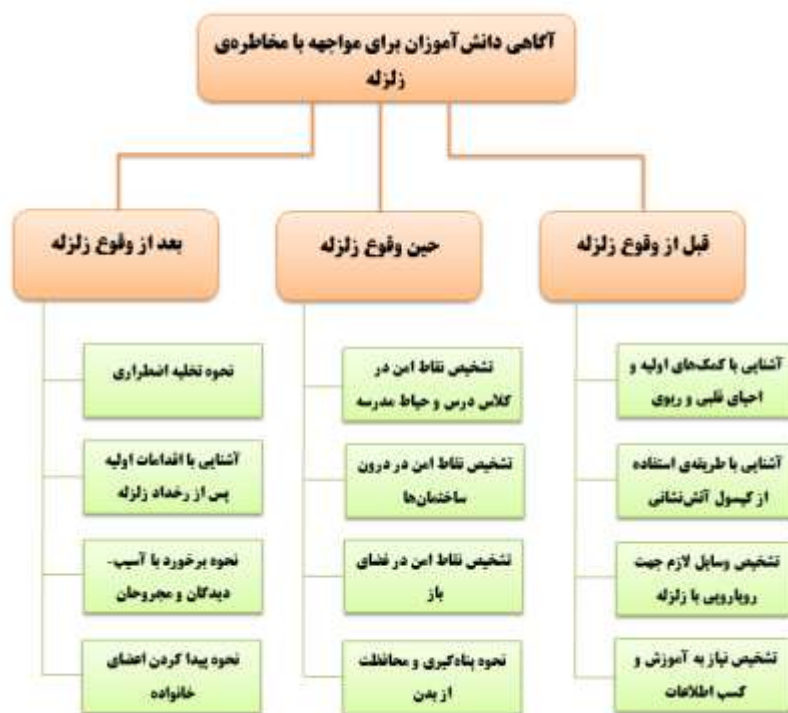 آگاهی دانش‌آموزان برای مواجهه با مخاطره‌ی
زلزله
قبل از وقوع زلزله
آشنایی با کمک‌های اولیه و
احیای قلبی و ریوی
آشنایی با طریقه‌ی استفاده
از کپسول آتش‌نشانی
تشخیص وسایل لازم جهت
رویارویی با زلزله
تشخیص نیاز به آموزش و
کسب اطلاعات
حین وقوع زلزله
تشخیص نقاط امن در
کلاس درس و حیاط مدرسه
تشخیص نقاط امن در درون
ساختمان‌ها
تشخیص نقاط امن در فضای
باز
نحوه پناه‌گیری و محافظت
از بدن
بعد از وقوع زلزله
نحوه تخلیه اضطراری
آشنایی با اقدامات اولیه
پس از رخداد زلزله
نحوه برخورد با آسیب-
دیدگان و مجروحان
نحوه پیدا کردن اعضای
خانواده